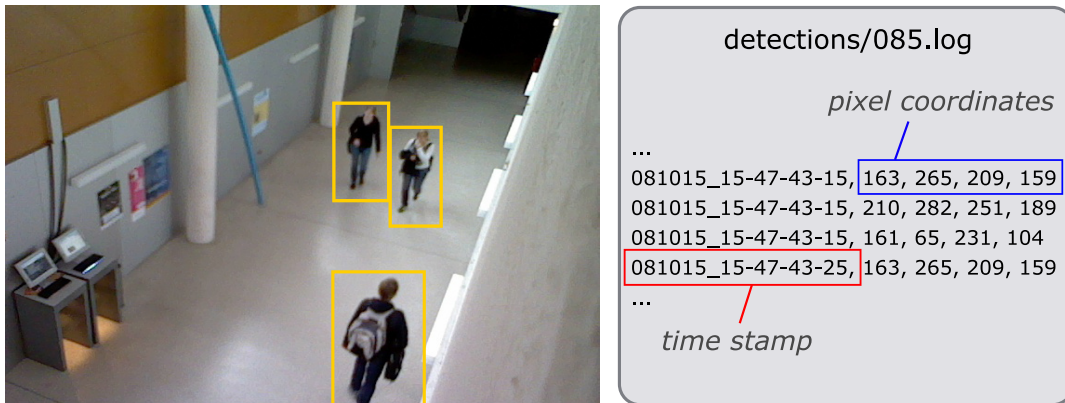 detections/085.log
pixel coordinates
...
081015_15-47-43-15, 163, 265, 209, 159
081015_15-47-43-15, 210, 282, 251, 189
081015_15-47-43-15, 161, 65, 231, 104
081015_15-47-43-25, 163, 265, 209, 159
...
time stamp